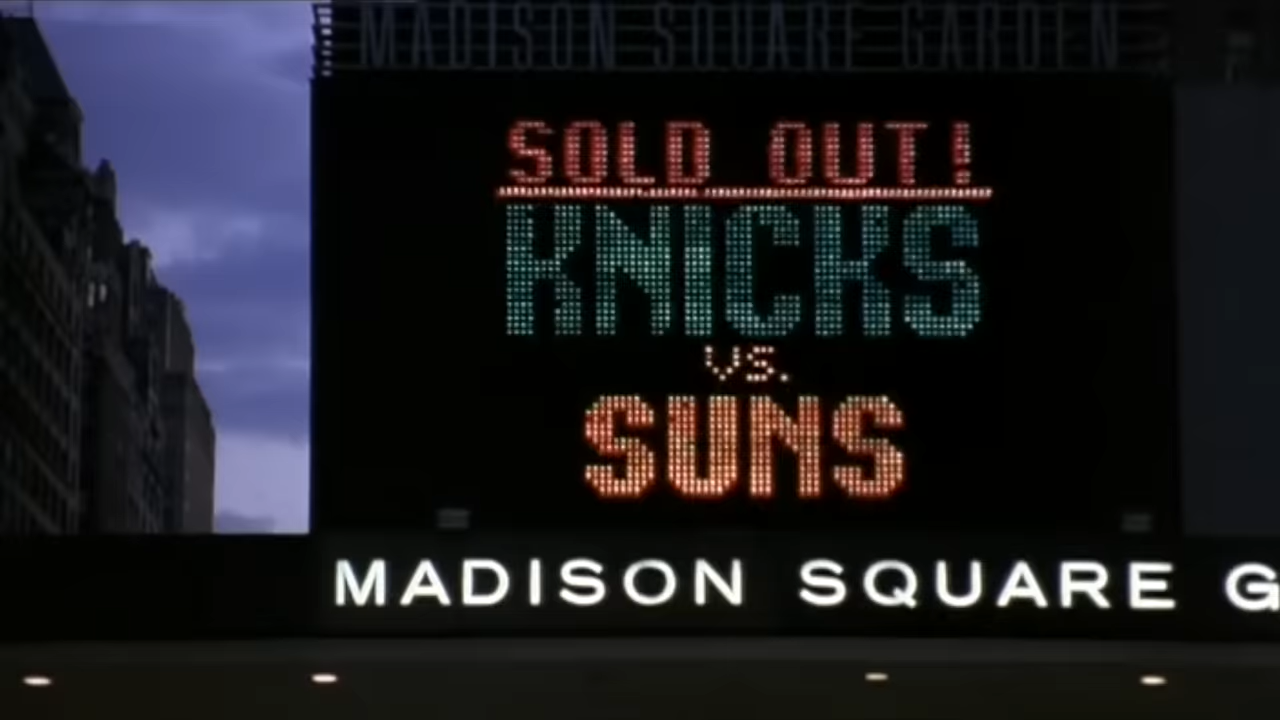 MADISON SQUARE GARDEN
SOLD OUT!
KNICKS
VS.
SUNS
MADISON SQUARE G